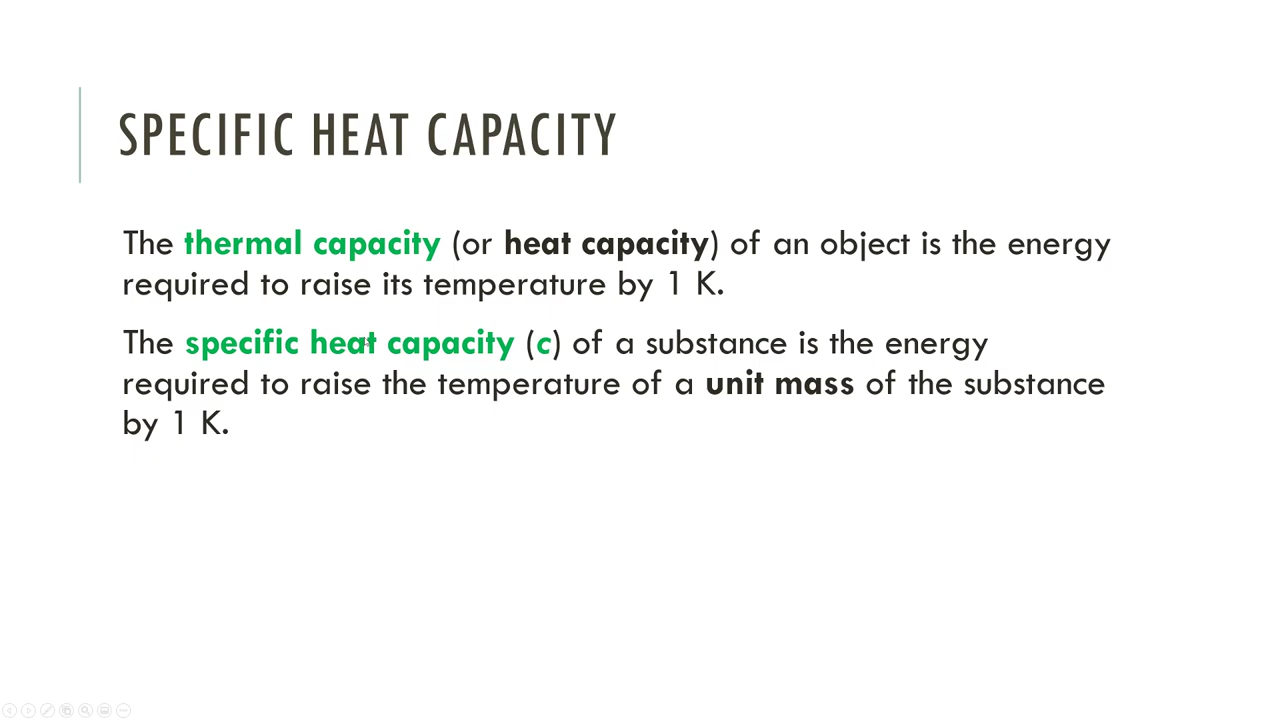 SPECIFIC HEAT CAPACITY
The thermal capacity (or heat capacity) of an object is the energy
required to raise its temperature by 1 K.
The specific heat capacity (c) of a substance is the energy
required to raise the temperature of a unit mass of the substance
by 1 K.